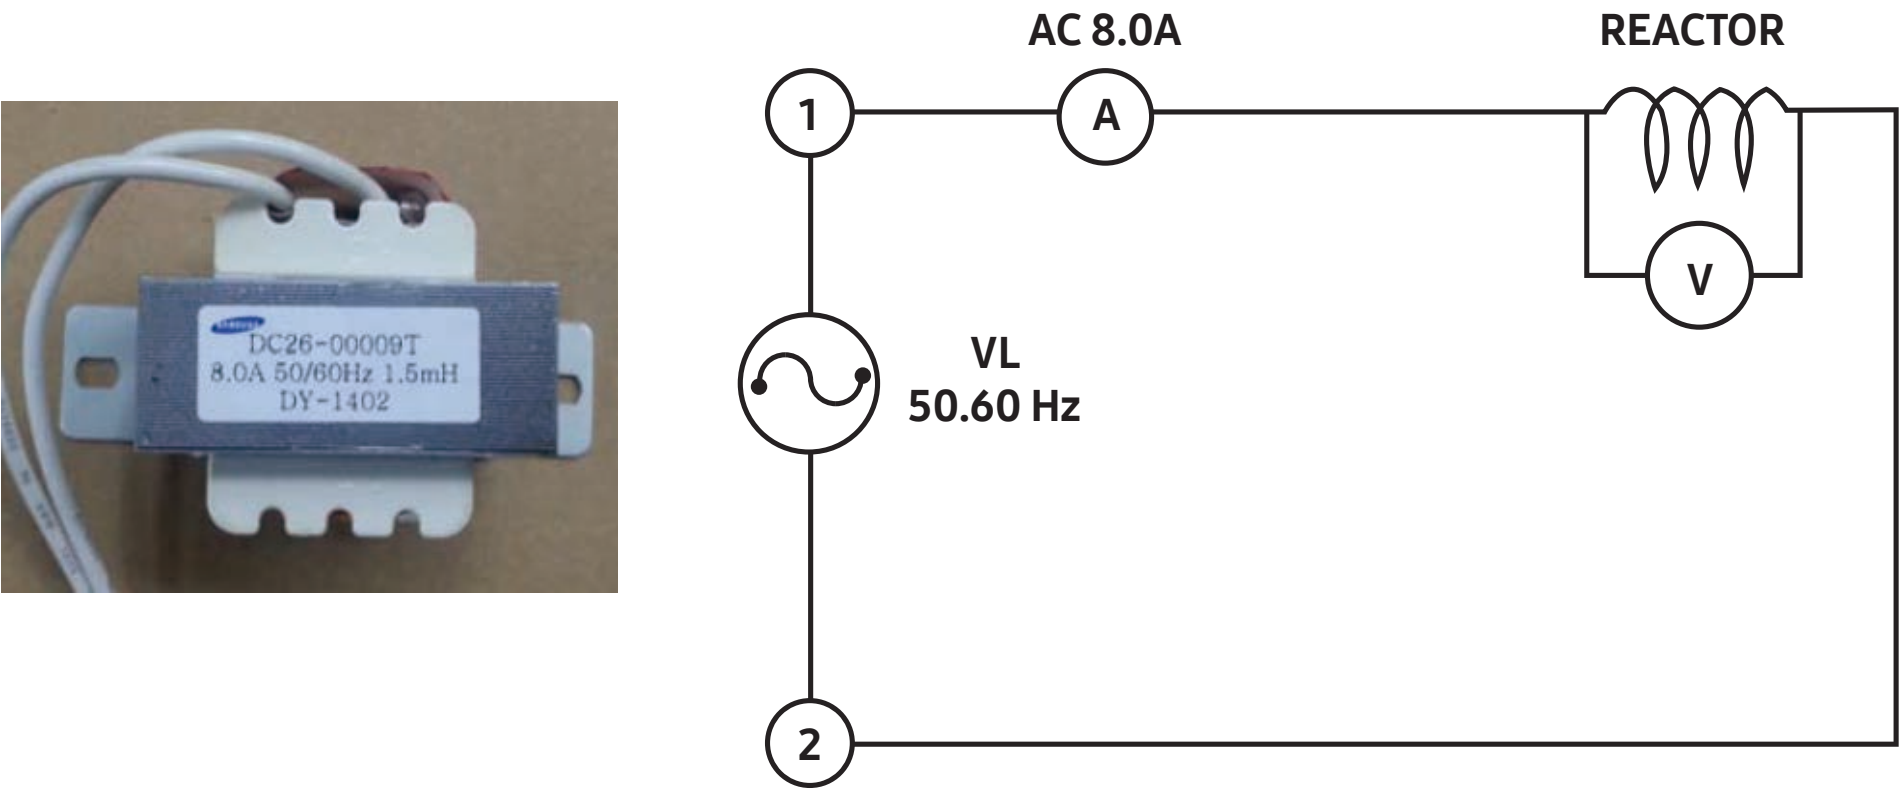 SAMSUNG
DC26-00009T
8.0A 50/60Hz 1.5mH
DY-1402
AC 8.0A
REACTOR
1
A
V
VL
50.60 Hz
2